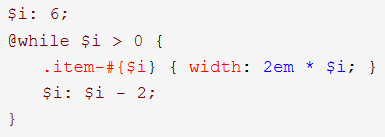 $i: 6;
@while $i > 0 {
    .item-#{$i} { width: 2em * $i; }
    $i: $i - 2;
}